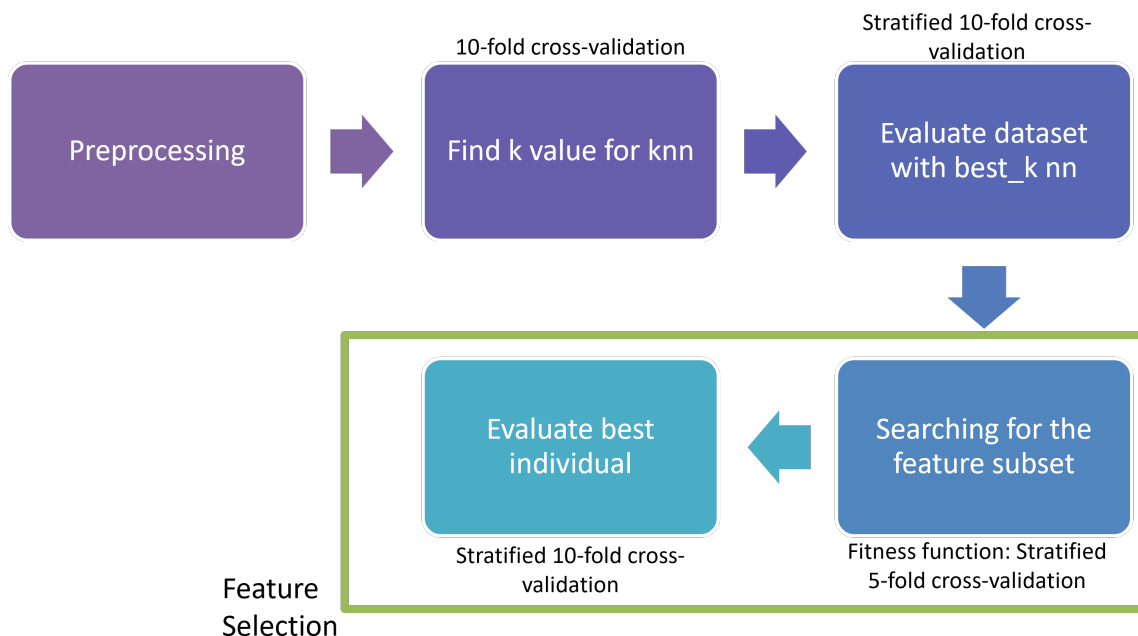 Preprocessing
10-fold cross-validation
Find k value for knn
Stratified 10-fold cross-
validation
Evaluate dataset
with best_k nn
Searching for the
feature subset
Fitness function: Stratified
5-fold cross-validation
Evaluate best
individual
Stratified 10-fold cross-
validation
Feature
Selection